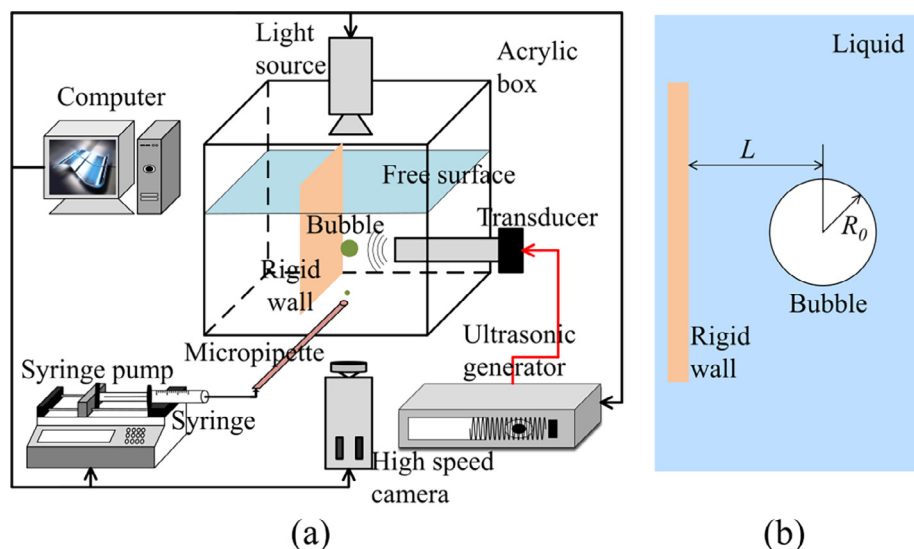 Light
source
Acrylic
box
Computer
Free surface
Bubble
Transducer
Rigid
wall
Micropipette
Ultrasonic
generator
Syringe pump
Syringe
High speed
camera
(a)
Liquid
L
R0
Bubble
Rigid
wall
(b)